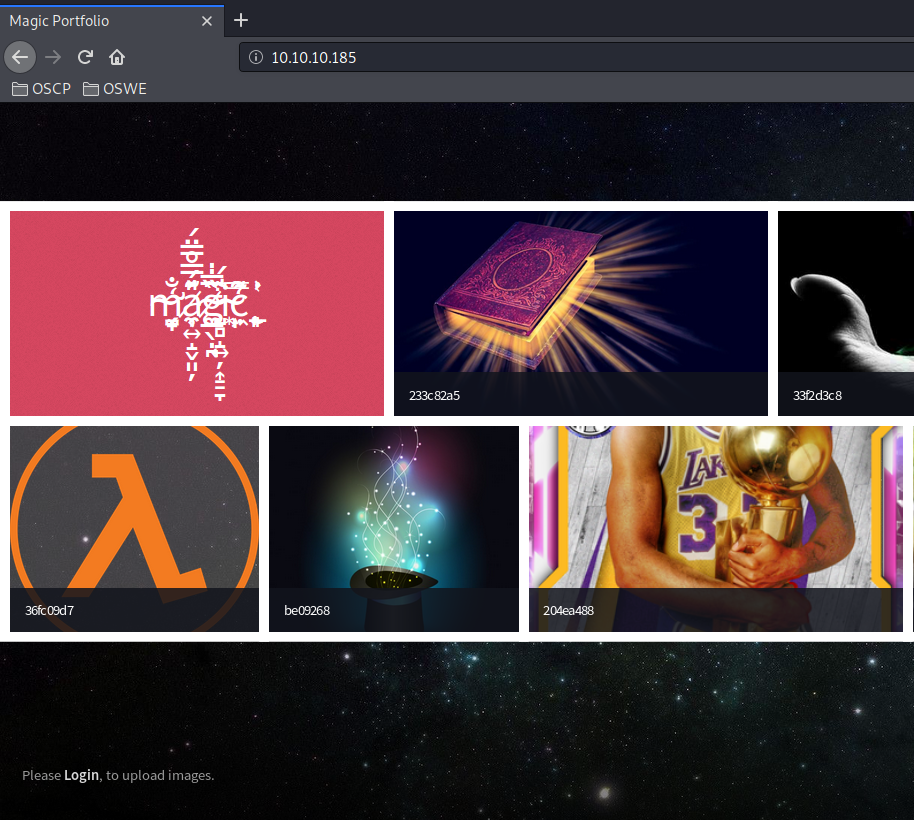 Magic Portfolio
10.10.10.185
OSCP OSWE
magic
233c82a5
33f2d3c8
36fc09d7
be09268
204ea488
LAK
3
Please Login, to upload images.